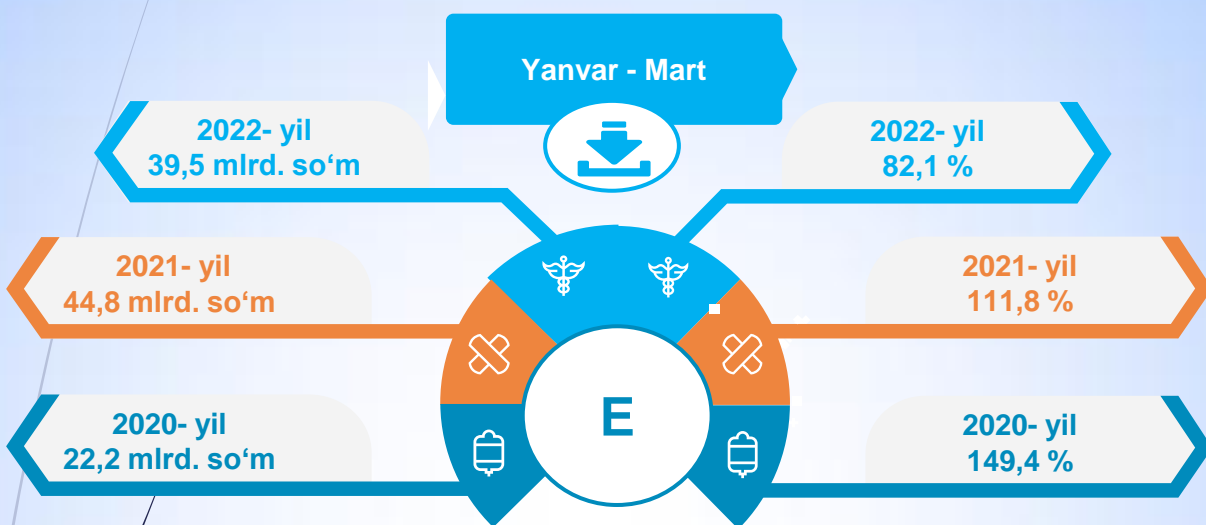 Yanvar - Mart
2022- yil
39,5 mlrd. so‘m
2022- yil
82,1 %
2021- yil
44,8 mlrd. so‘m
2021- yil
111,8 %
2020- yil
22,2 mlrd. so‘m
2020- yil
149,4 %
E